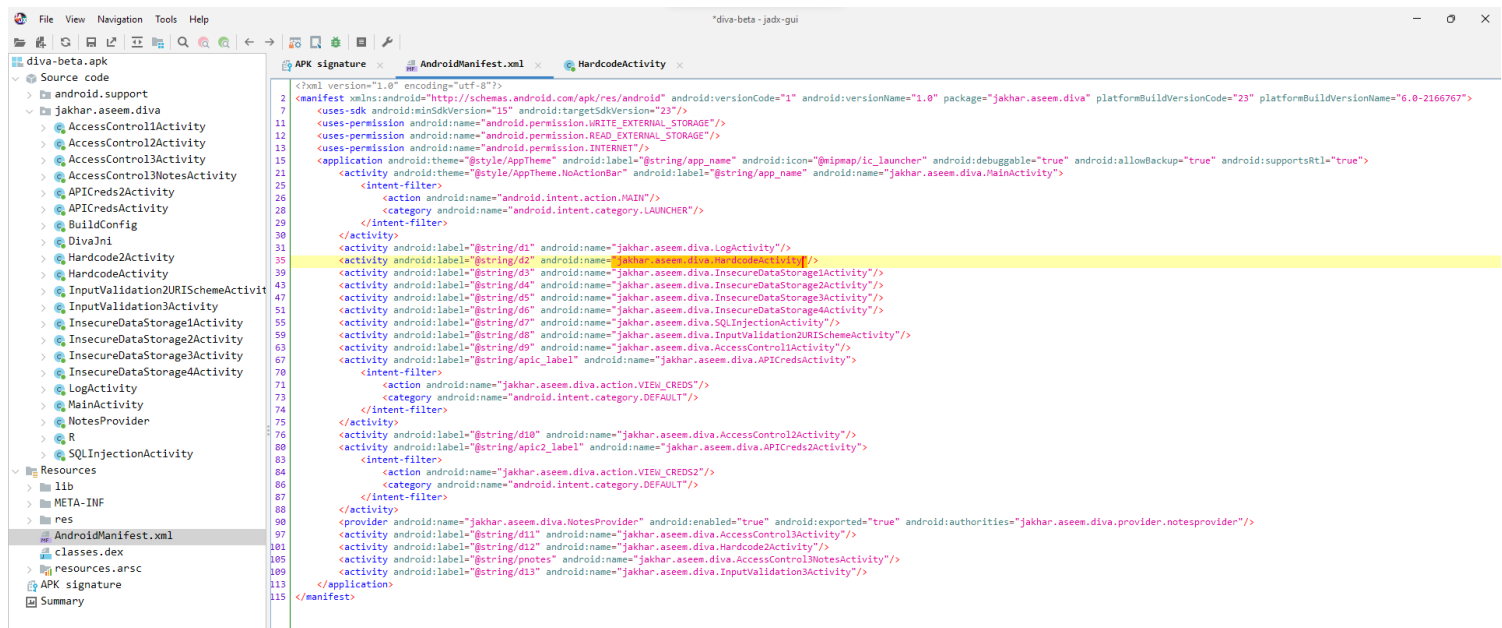 File View Navigation Tools Help
*diva-beta - jadx-gui
diva-beta.apk
Source code
android.support
jakhar.aseem.diva
AccessControl1Activity
AccessControl2Activity
AccessControl3Activity
AccessControl3NotesActivity
APICreds2Activity
APICredsActivity
BuildConfig
DivaJni
Hardcode2Activity
HardcodeActivity
InputValidation2URISchemeActivit
InputValidation3Activity
InsecureDataStorage1Activity
InsecureDataStorage2Activity
InsecureDataStorage3Activity
InsecureDataStorage4Activity
LogActivity
MainActivity
NotesProvider
R
SQLInjectionActivity
Resources
lib
META-INF
res
AndroidManifest.xml
classes.dex
resources.arsc
APK signature
Summary
APK signature AndroidManifest.xml HardcodeActivity
<?xml version="1.0" encoding="utf-8"?>
2 <manifest xmlns:android="http://schemas.android.com/apk/res/android" android:versionCode="1" android:versionName="1.0" package="jakhar.aseem.diva" platformBuildVersionCode="23" platformBuildVersionName="6.0-2166767">
7 <uses-sdk android:minSdkVersion="15" android:targetSdkVersion="23"/>
11 <uses-permission android:name="android.permission.WRITE_EXTERNAL_STORAGE"/>
12 <uses-permission android:name="android.permission.READ_EXTERNAL_STORAGE"/>
13 <uses-permission android:name="android.permission.INTERNET"/>
15 <application android:theme="@style/AppTheme" android:label="@string/app_name" android:icon="@mipmap/ic_launcher" android:debuggable="true" android:allowBackup="true" android:supportsRtl="true">
21 <activity android:theme="@style/AppTheme.NoActionBar" android:label="@string/app_name" android:name="jakhar.aseem.diva.MainActivity">
25 <intent-filter>
26 <action android:name="android.intent.action.MAIN"/>
28 <category android:name="android.intent.category.LAUNCHER"/>
29 </intent-filter>
30 </activity>
31 <activity android:label="@string/d1" android:name="jakhar.aseem.diva.LogActivity"/>
35 <activity android:label="@string/d2" android:name="jakhar.aseem.diva.HardcodeActivity"/>
39 <activity android:label="@string/d3" android:name="jakhar.aseem.diva.InsecureDataStorage1Activity"/>
43 <activity android:label="@string/d4" android:name="jakhar.aseem.diva.InsecureDataStorage2Activity"/>
47 <activity android:label="@string/d5" android:name="jakhar.aseem.diva.InsecureDataStorage3Activity"/>
51 <activity android:label="@string/d6" android:name="jakhar.aseem.diva.InsecureDataStorage4Activity"/>
55 <activity android:label="@string/d7" android:name="jakhar.aseem.diva.SQLInjectionActivity"/>
59 <activity android:label="@string/d8" android:name="jakhar.aseem.diva.InputValidation2URISchemeActivity"/>
63 <activity android:label="@string/d9" android:name="jakhar.aseem.diva.AccessControl1Activity"/>
67 <activity android:label="@string/apic_label" android:name="jakhar.aseem.diva.APICredsActivity">
70 <intent-filter>
71 <action android:name="jakhar.aseem.diva.action.VIEW_CREDS"/>
73 <category android:name="android.intent.category.DEFAULT"/>
74 </intent-filter>
75 </activity>
76 <activity android:label="@string/d10" android:name="jakhar.aseem.diva.AccessControl2Activity"/>
80 <activity android:label="@string/apic2_label" android:name="jakhar.aseem.diva.APICreds2Activity">
83 <intent-filter>
84 <action android:name="jakhar.aseem.diva.action.VIEW_CREDS2"/>
86 <category android:name="android.intent.category.DEFAULT"/>
87 </intent-filter>
88 </activity>
90 <provider android:name="jakhar.aseem.diva.NotesProvider" android:enabled="true" android:exported="true" android:authorities="jakhar.aseem.diva.provider.notesprovider"/>
97 <activity android:label="@string/d11" android:name="jakhar.aseem.diva.AccessControl3Activity"/>
101 <activity android:label="@string/d12" android:name="jakhar.aseem.diva.Hardcode2Activity"/>
105 <activity android:label="@string/pnotes" android:name="jakhar.aseem.diva.AccessControl3NotesActivity"/>
109 <activity android:label="@string/d13" android:name="jakhar.aseem.diva.InputValidation3Activity"/>
113 </application>
115 </manifest>